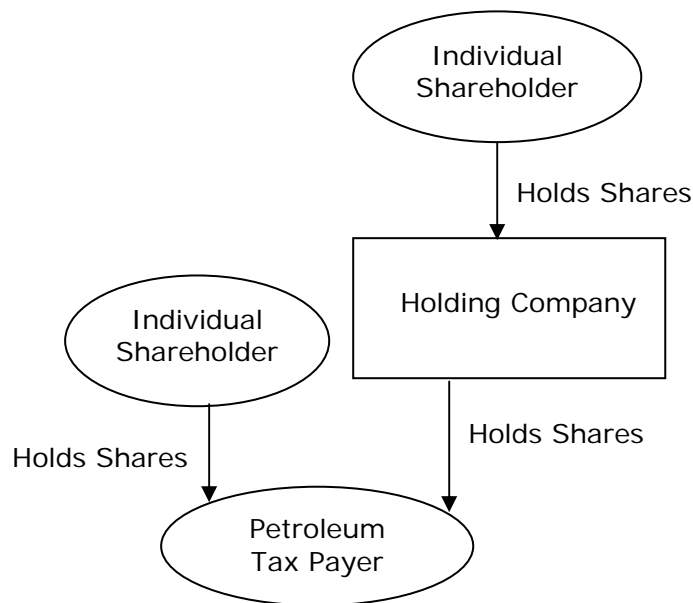 Individual
Shareholder
Holds Shares
Holding Company
Individual
Shareholder
Holds Shares
Holds Shares
Petroleum
Tax Payer